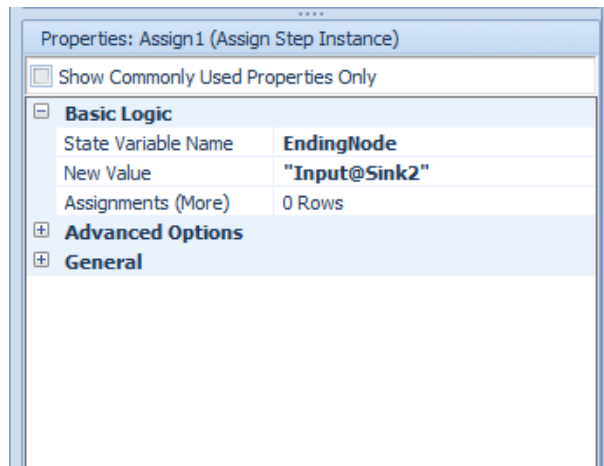 Properties: Assign1 (Assign Step Instance)
Show Commonly Used Properties Only
Basic Logic
State Variable Name EndingNode
New Value "Input@Sink2"
Assignments (More) 0 Rows
Advanced Options
General